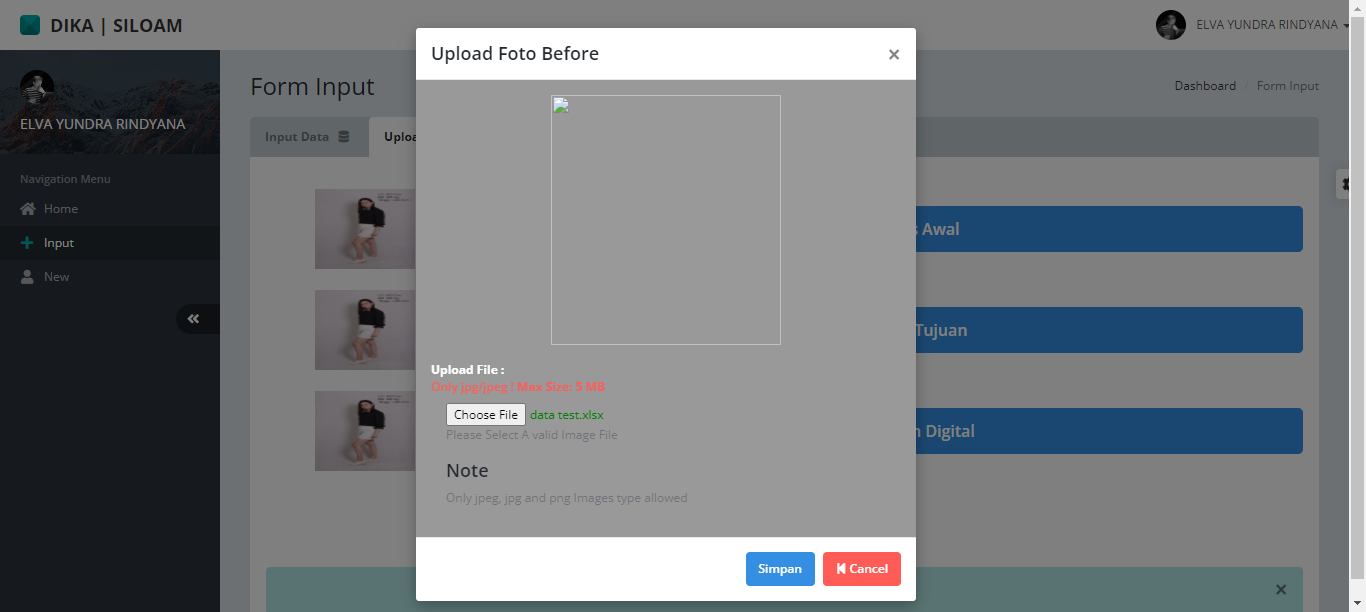 DIKA | SILOAM
ELVA YUNDRA RINDYANA
ELVA YUNDRA RINDYANA
Navigation Menu
Home
Input
New
Form Input
Dashboard / Form Input
Input Data
Uploa
s Awal
Tujuan
n Digital
Upload Foto Before
×
Upload File :
Only jpg/jpeg ! Max Size: 5 MB
Choose File data test.xlsx
Please Select A valid Image File
Note
Only jpeg, jpg and png Images type allowed
Simpan
Cancel
×